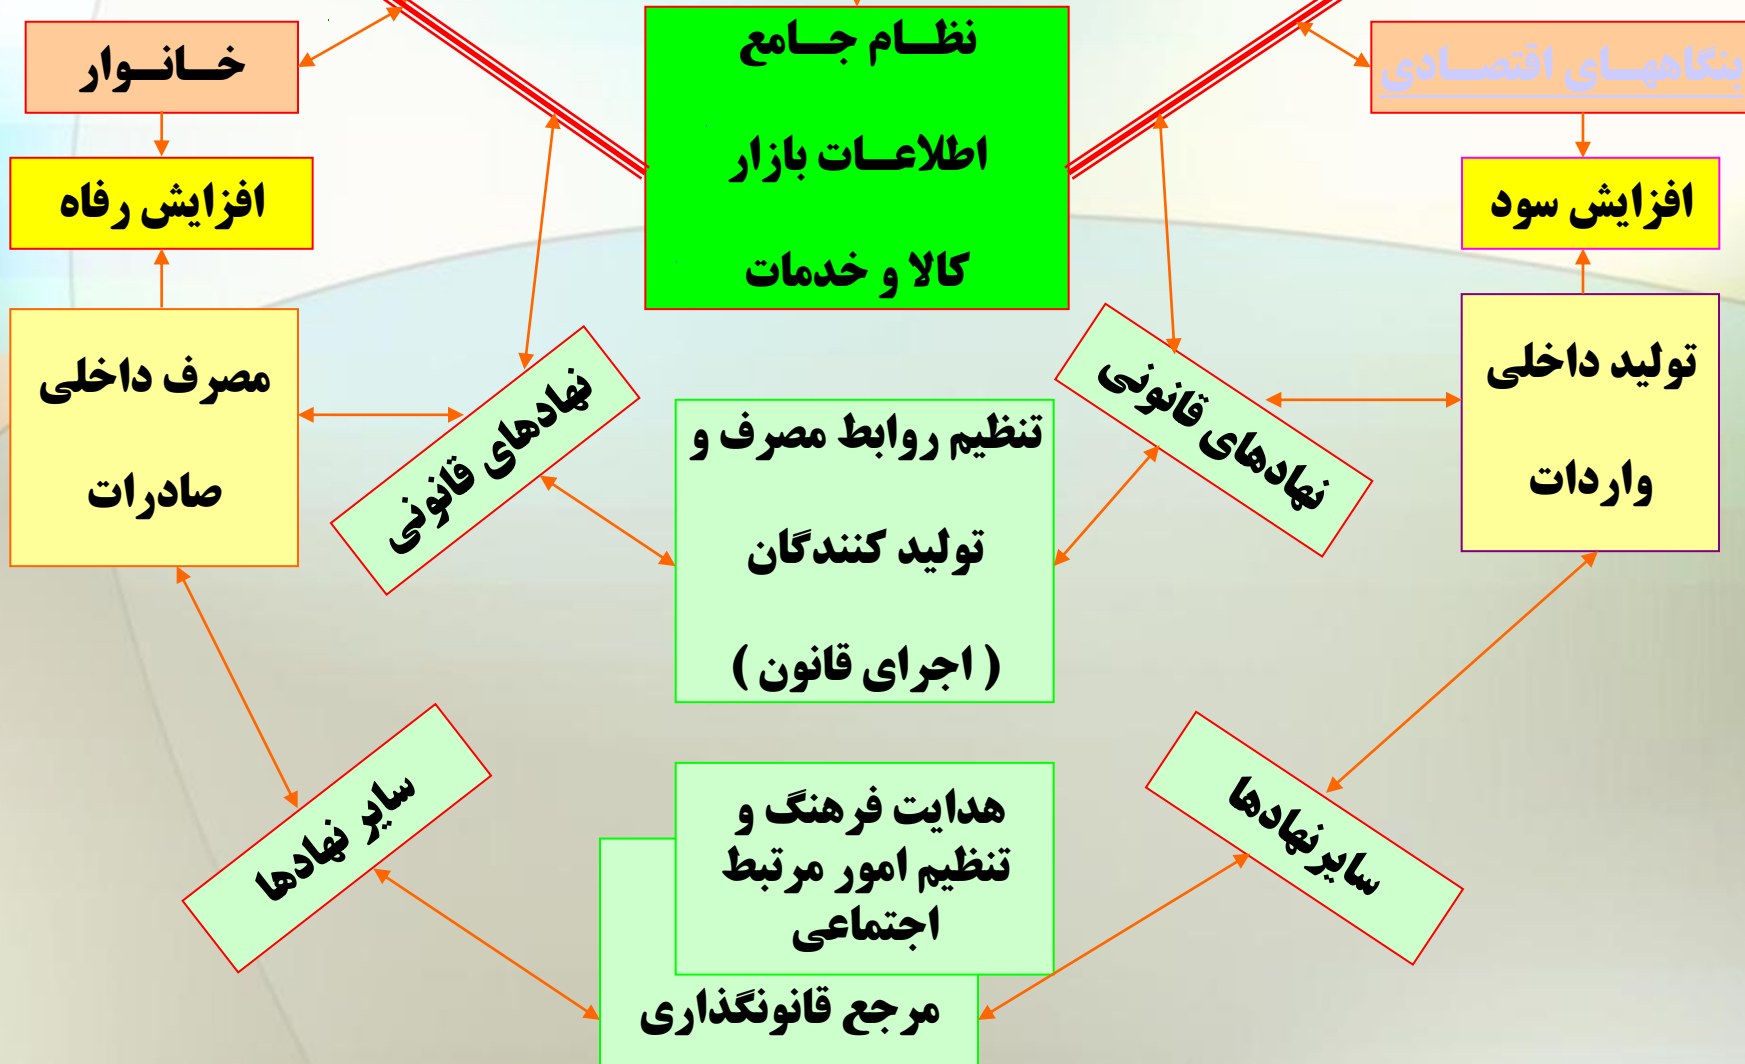 خـــانـــوار
نظـــام جـــامع
اطلاعـــات بازار
کالا و خدمات
بنگاههـــای اقتصـــادی
افزایش رفاه
افزایش سود
مصرف داخلی
صادرات
نهادهای قانونی
تنظیم روابط مصرف و
تولید کنندگان
( اجرای قانون )
نهادهای قانونی
تولید داخلی
واردات
سایر نهادها
هدایت فرهنگ و
تنظیم امور مرتبط
اجتماعی
مرجع قانونگذاری
سایرنهادها